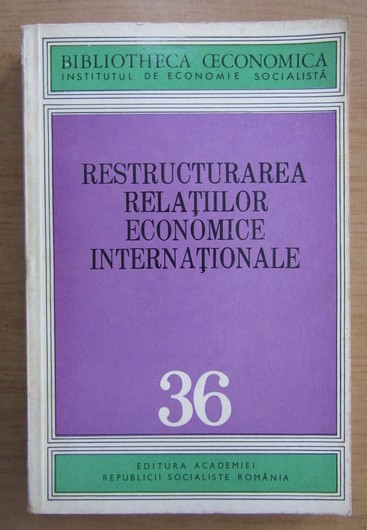 BIBLIOTHECA ŒCONOMICA
INSTITUTUL DE ECONOMIE SOCIALISTĂ
RESTRUCTURAREA
RELAŢIILOR
ECONOMICE
INTERNAŢIONALE
36
EDITURA ACADEMIEI
REPUBLICII SOCIALISTE ROMÂNIA